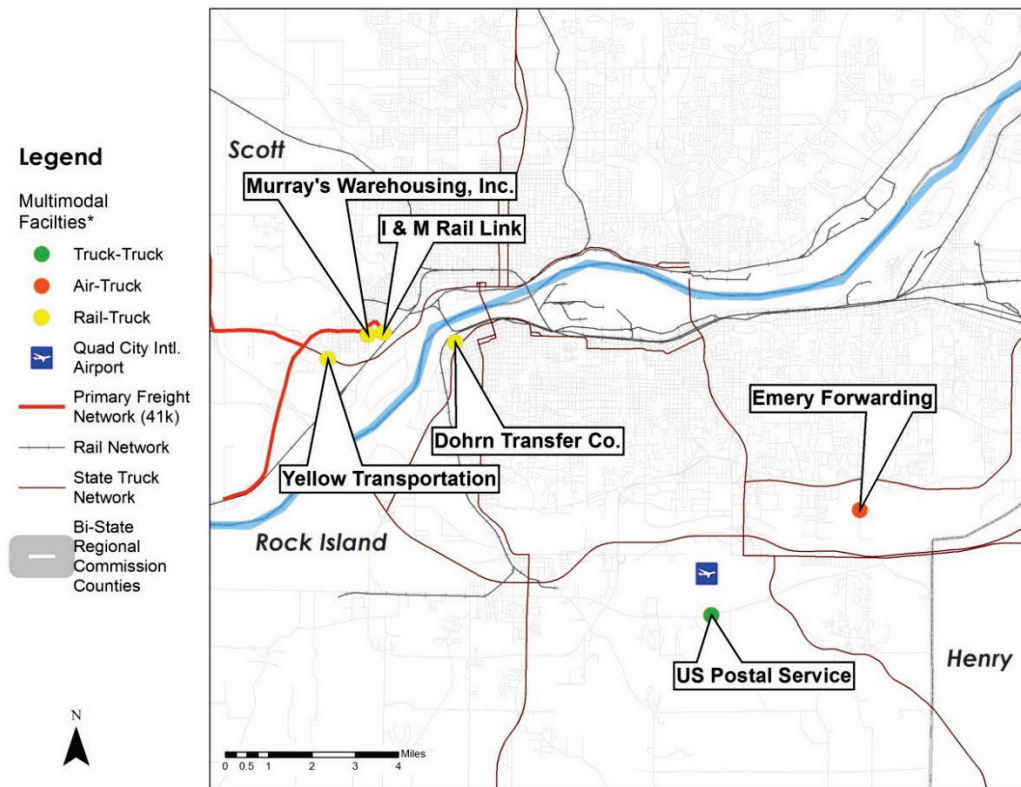 Legend
Multimodal
Facilties*
Truck-Truck
Air-Truck
Rail-Truck
Quad City Intl.
Airport
Primary Freight
Network (41k)
Rail Network
State Truck
Network
Bi-State
Regional
Commission
Counties
N
Scott
Murray's Warehousing, Inc.
I & M Rail Link
Dohrn Transfer Co.
Yellow Transportation
Emery Forwarding
Rock Island
US Postal Service
Henry
Miles
0 0.5 1 2 3 4